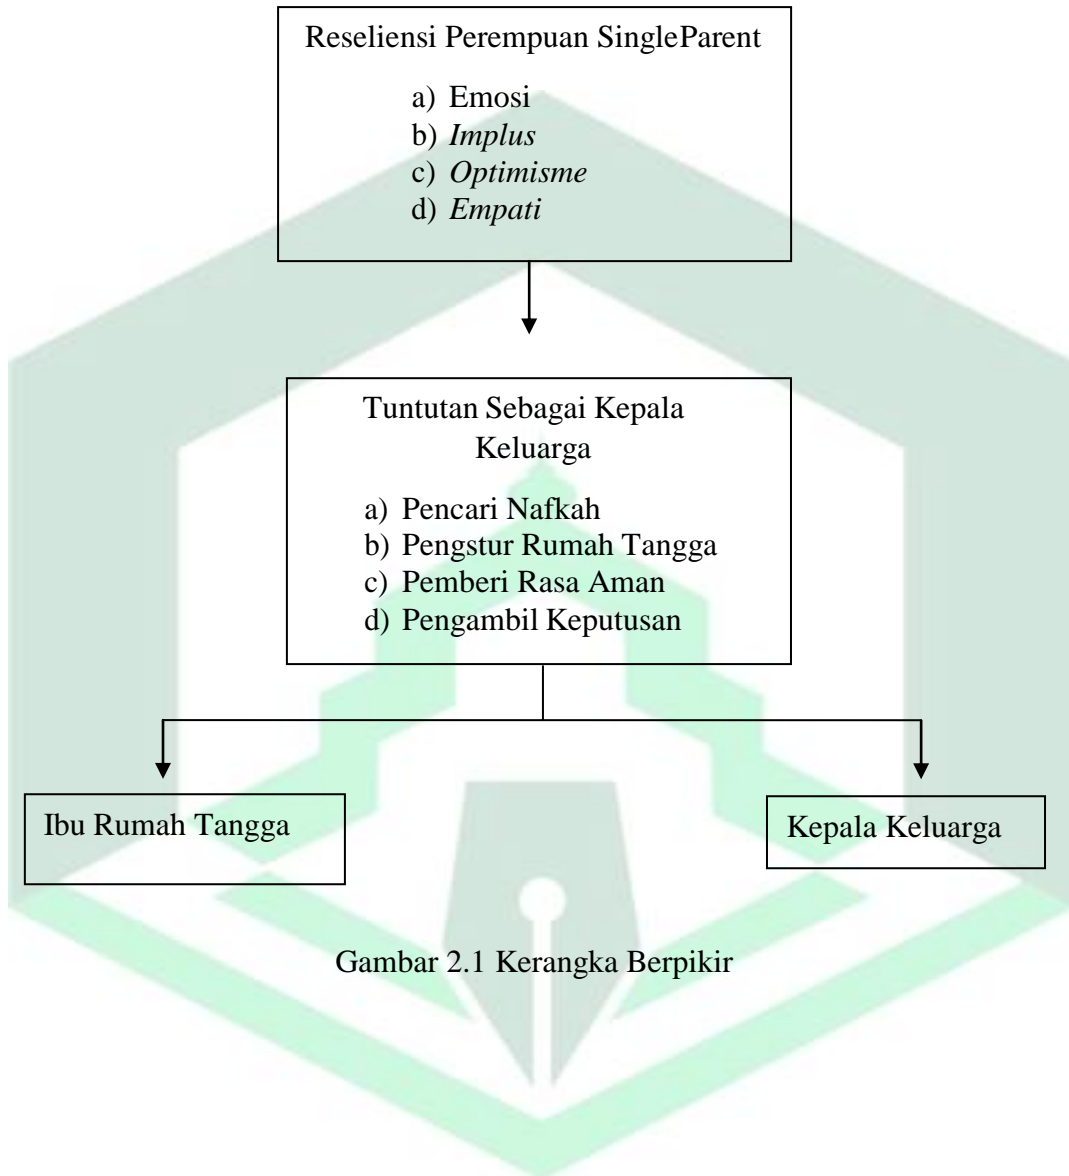 Reseliensi Perempuan SingleParent
a) Emosi
b) Implus
c) Optimisme
d) Empati
Tuntutan Sebagai Kepala
Keluarga
a) Pencari Nafkah
b) Pengstur Rumah Tangga
c) Pemberi Rasa Aman
d) Pengambil Keputusan
Ibu Rumah Tangga
Kepala Keluarga
Gambar 2.1 Kerangka Berpikir